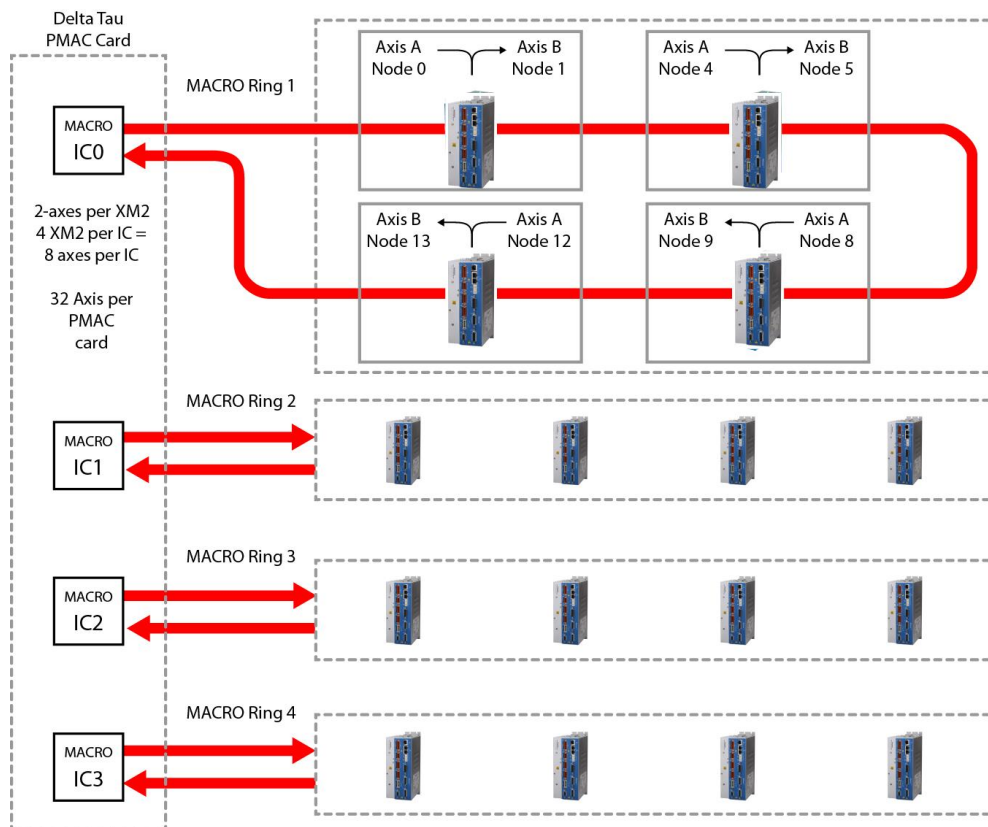 Delta Tau
PMAC Card
MACRO Ring 1
MACRO
IC0
2-axes per XM2
4 XM2 per IC =
8 axes per IC
32 Axis per
PMAC
card
Axis A
Node 0
Axis B
Node 1
Axis A
Node 4
Axis B
Node 5
Axis B
Node 13
Axis A
Node 12
Axis B
Node 9
Axis A
Node 8
MACRO Ring 2
MACRO
IC1
MACRO Ring 3
MACRO
IC2
MACRO Ring 4
MACRO
IC3